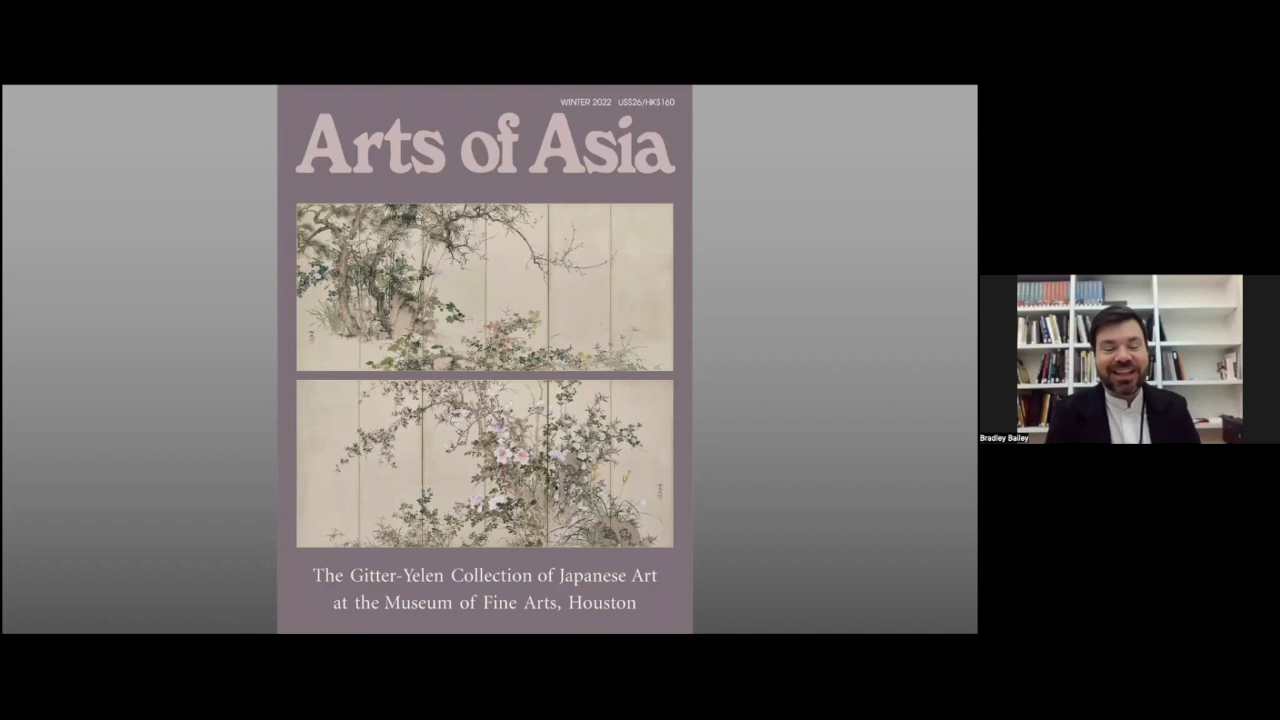 WINTER 2022 US$26/HK$160
Arts of Asia
The Gitter-Yelen Collection of Japanese Art
at the Museum of Fine Arts, Houston
Bradley Bailey